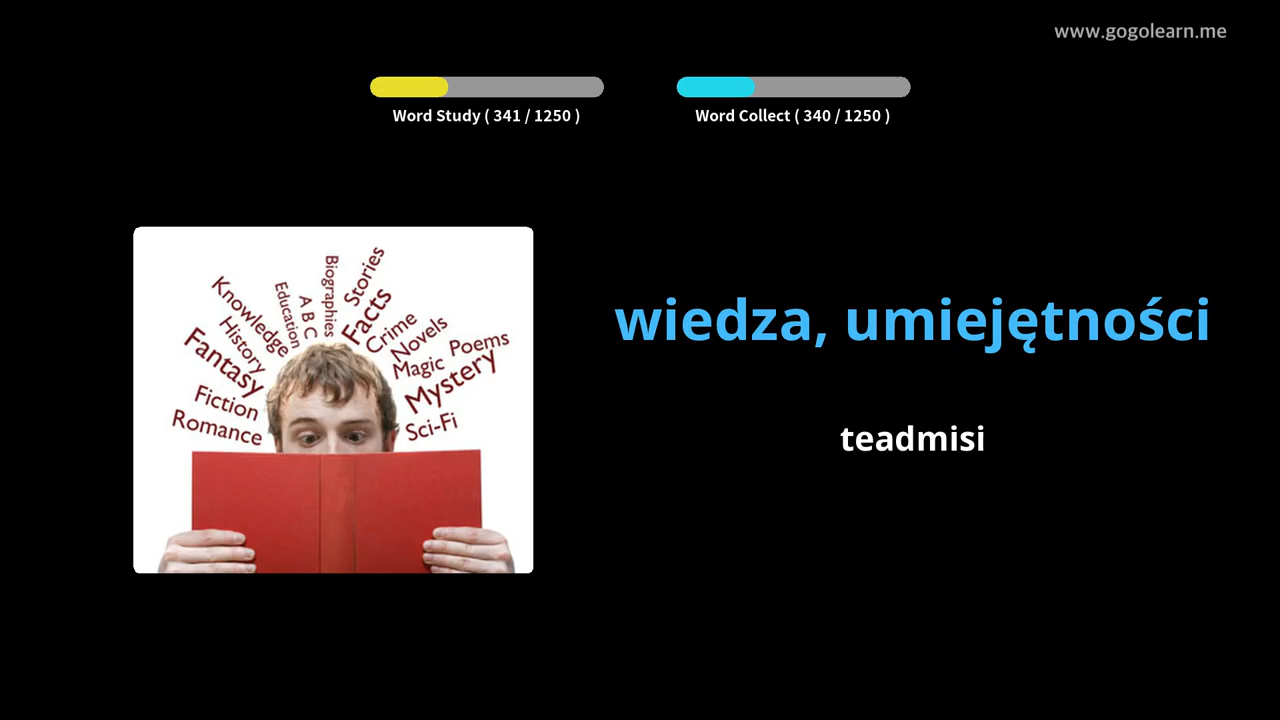 www.gogolearn.me
Word Study ( 341 / 1250 )
Word Collect ( 340 / 1250 )
Knowledge
Education
A B C
Biographies
Stories
Facts
History
Crime
Novels
Fantasy
Magic
Poems
Mystery
Fiction
Romance
Sci-Fi
wiedza, umiejętności
teadmisi